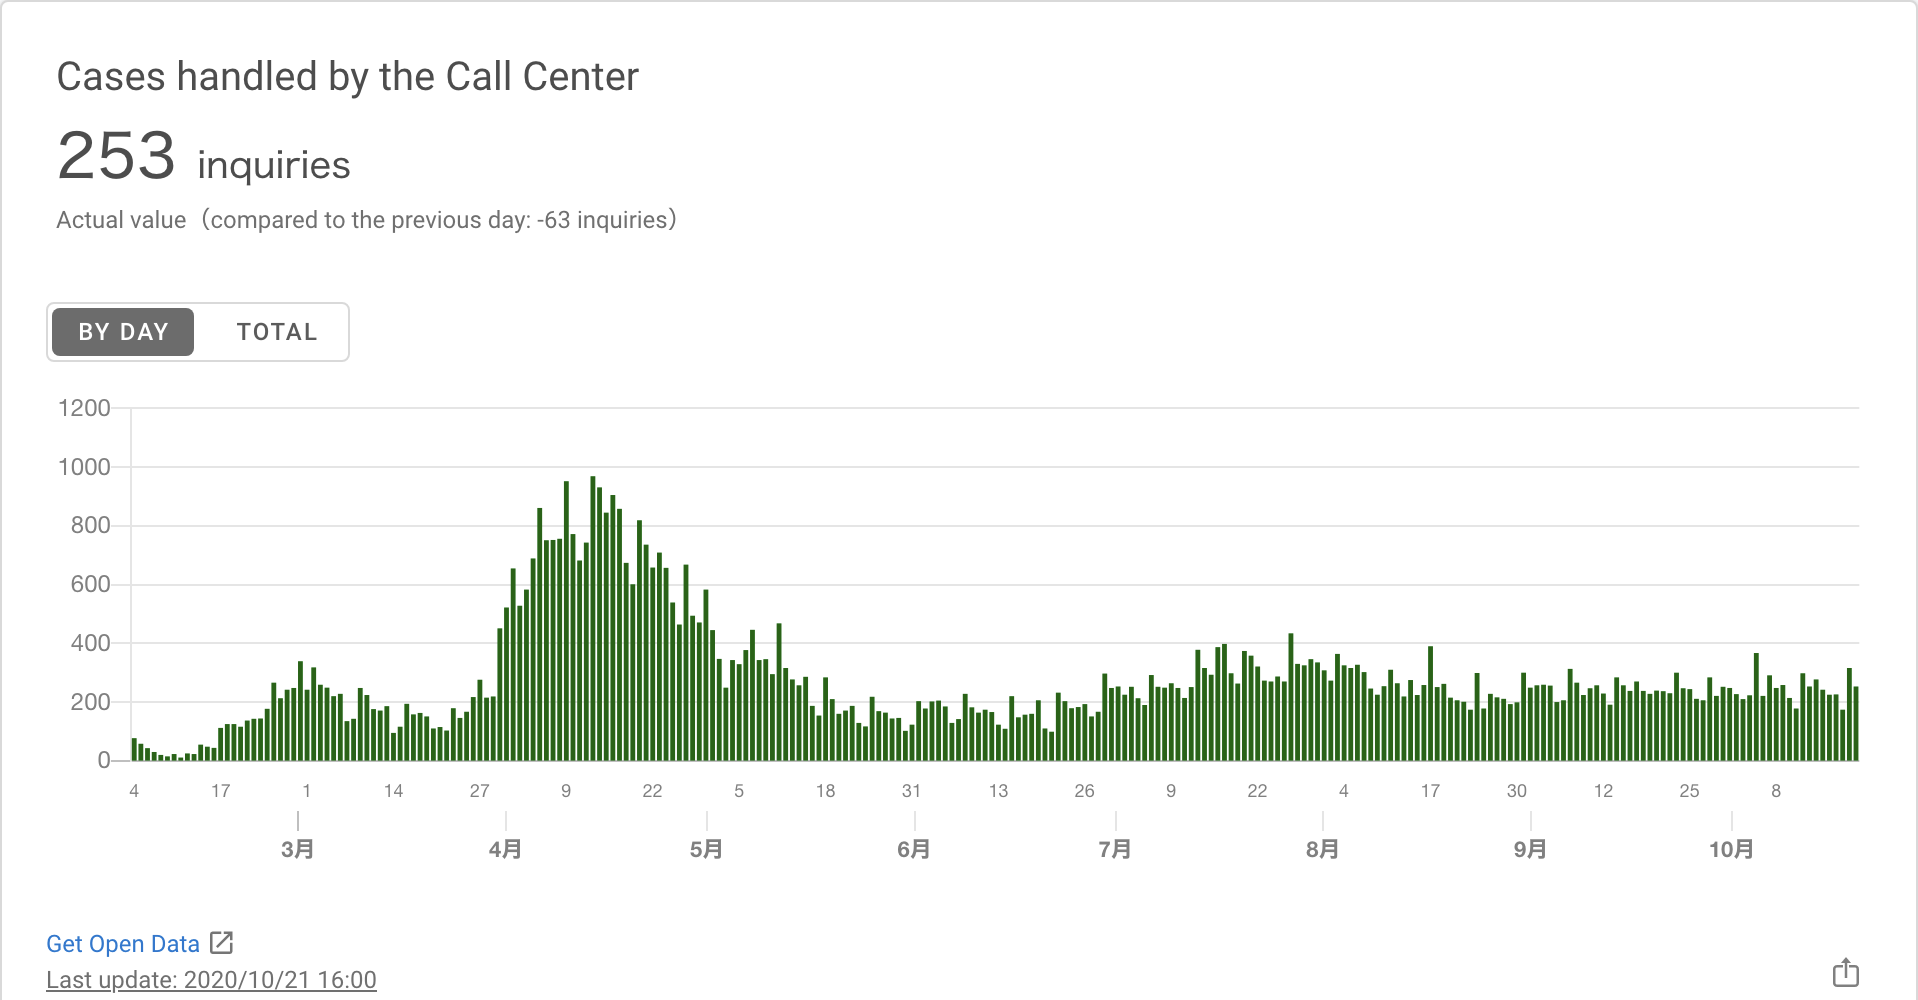 Cases handled by the Call Center
253 inquiries
Actual value（compared to the previous day: -63 inquiries）
BY DAY TOTAL
1200
1000
800
600
400
200
0
4 17 1 14 27 9 22 5 18 31 13 26 9 22 4 17 30 12 25 8
3月 4月 5月 6月 7月 8月 9月 10月
Get Open Data
Last update: 2020/10/21 16:00